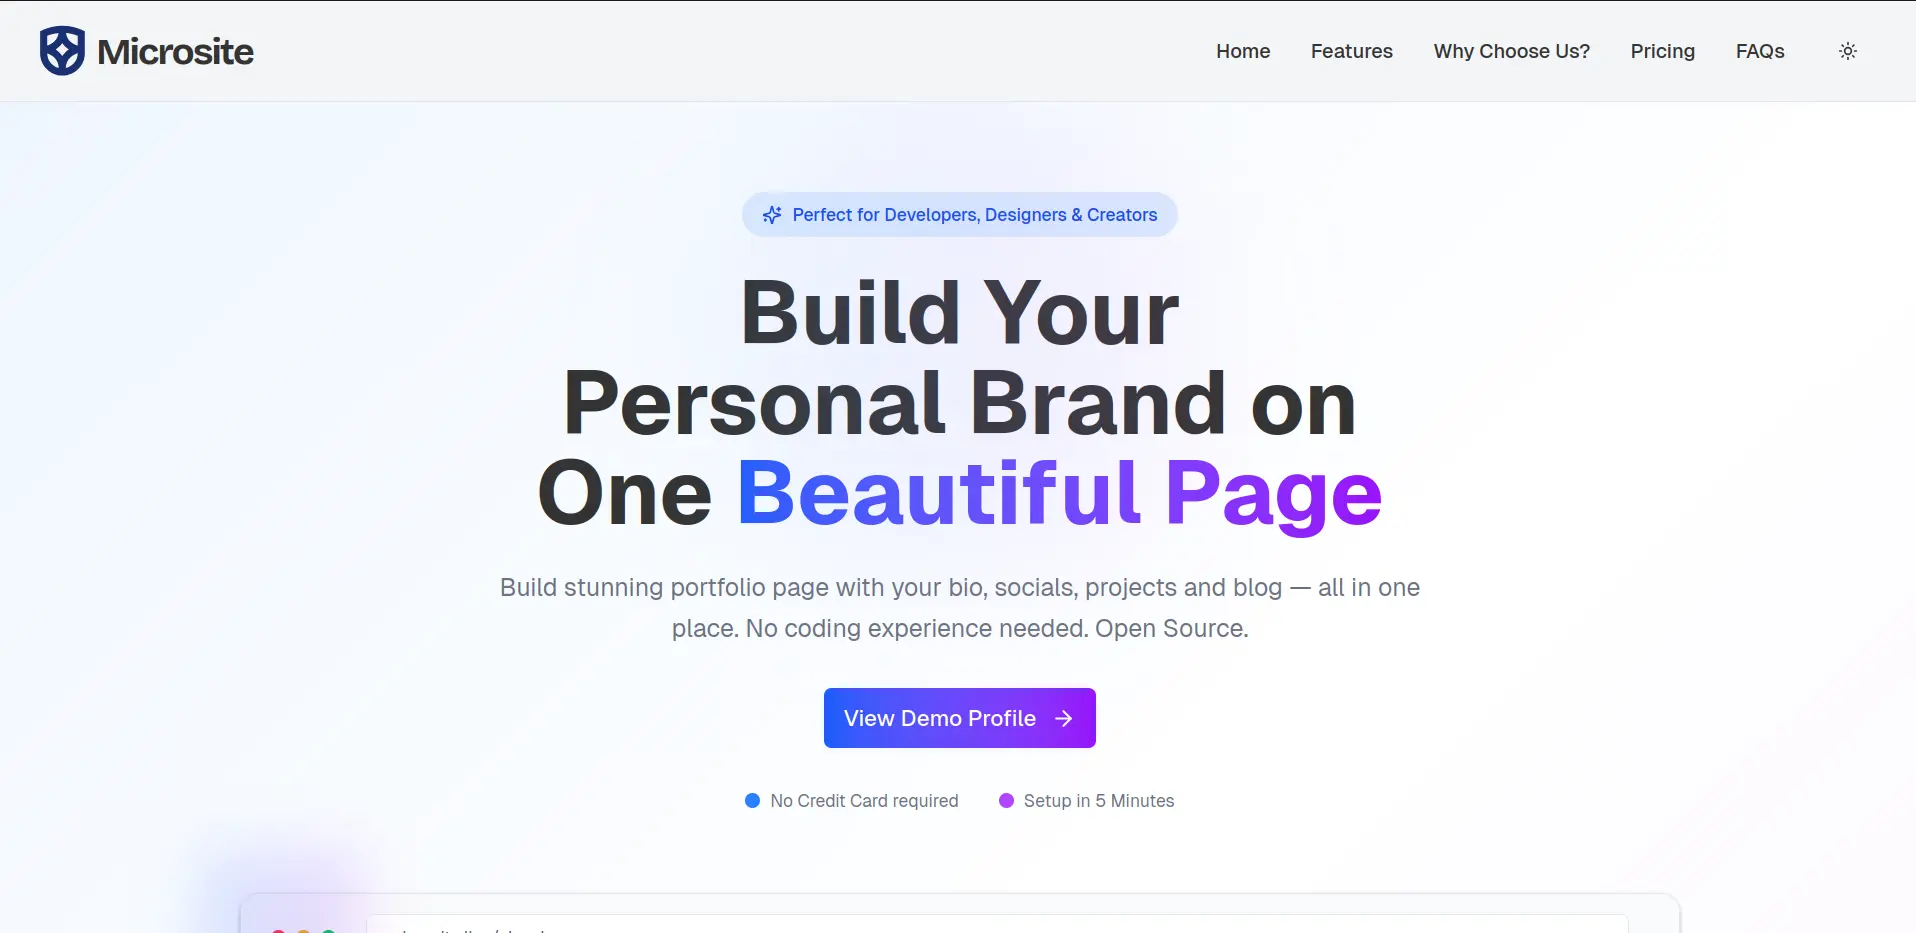 Microsite
Home
Features
Why Choose Us?
Pricing
FAQs
Perfect for Developers, Designers & Creators
Build Your
Personal Brand on
One Beautiful Page
Build stunning portfolio page with your bio, socials, projects and blog — all in one
place. No coding experience needed. Open Source.
View Demo Profile
No Credit Card required
Setup in 5 Minutes